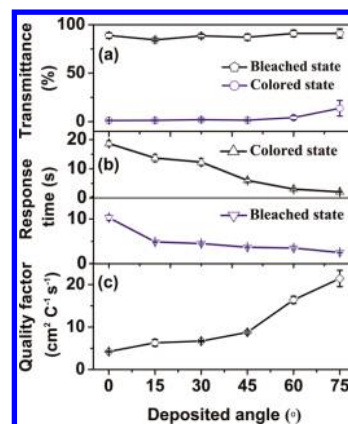 100
50
0
Transmittance
(%)
(a)
Bleached state
Colored state
20
10
0
Response
time (s)
(b)
Colored state
10
0
Bleached state
20
10
0
Quality factor
(cm² C⁻¹ s⁻¹)
(c)
0 15 30 45 60 75
Deposited angle (°)